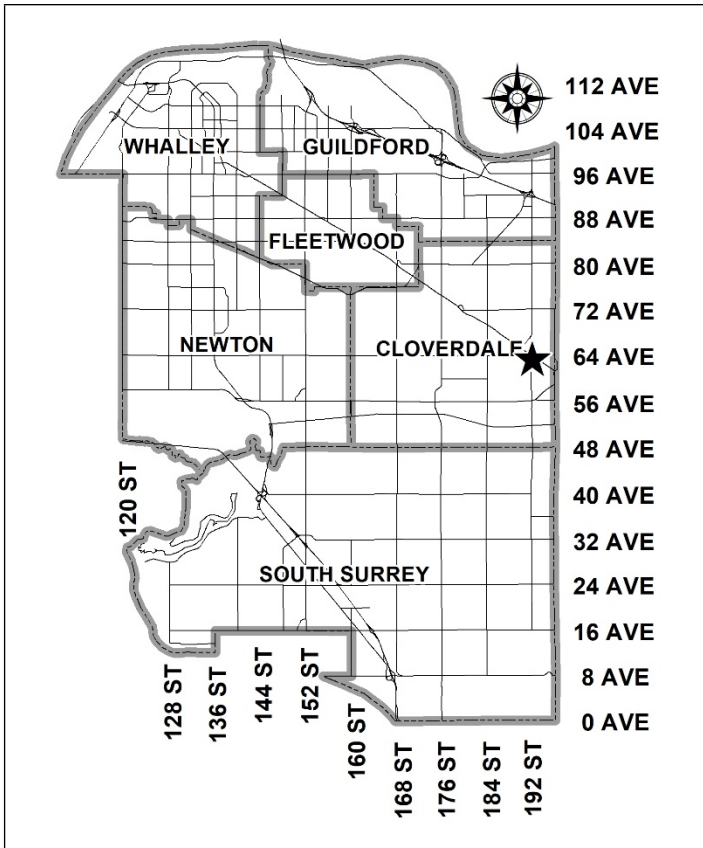 112 AVE
104 AVE
WHALLEY
GUILDFORD
96 AVE
88 AVE
FLEETWOOD
80 AVE
72 AVE
NEWTON
CLOVERDALE
64 AVE
56 AVE
48 AVE
120 ST
40 AVE
32 AVE
SOUTH SURREY
24 AVE
16 AVE
8 AVE
0 AVE
128 ST
136 ST
144 ST
152 ST
160 ST
168 ST
176 ST
184 ST
192 ST